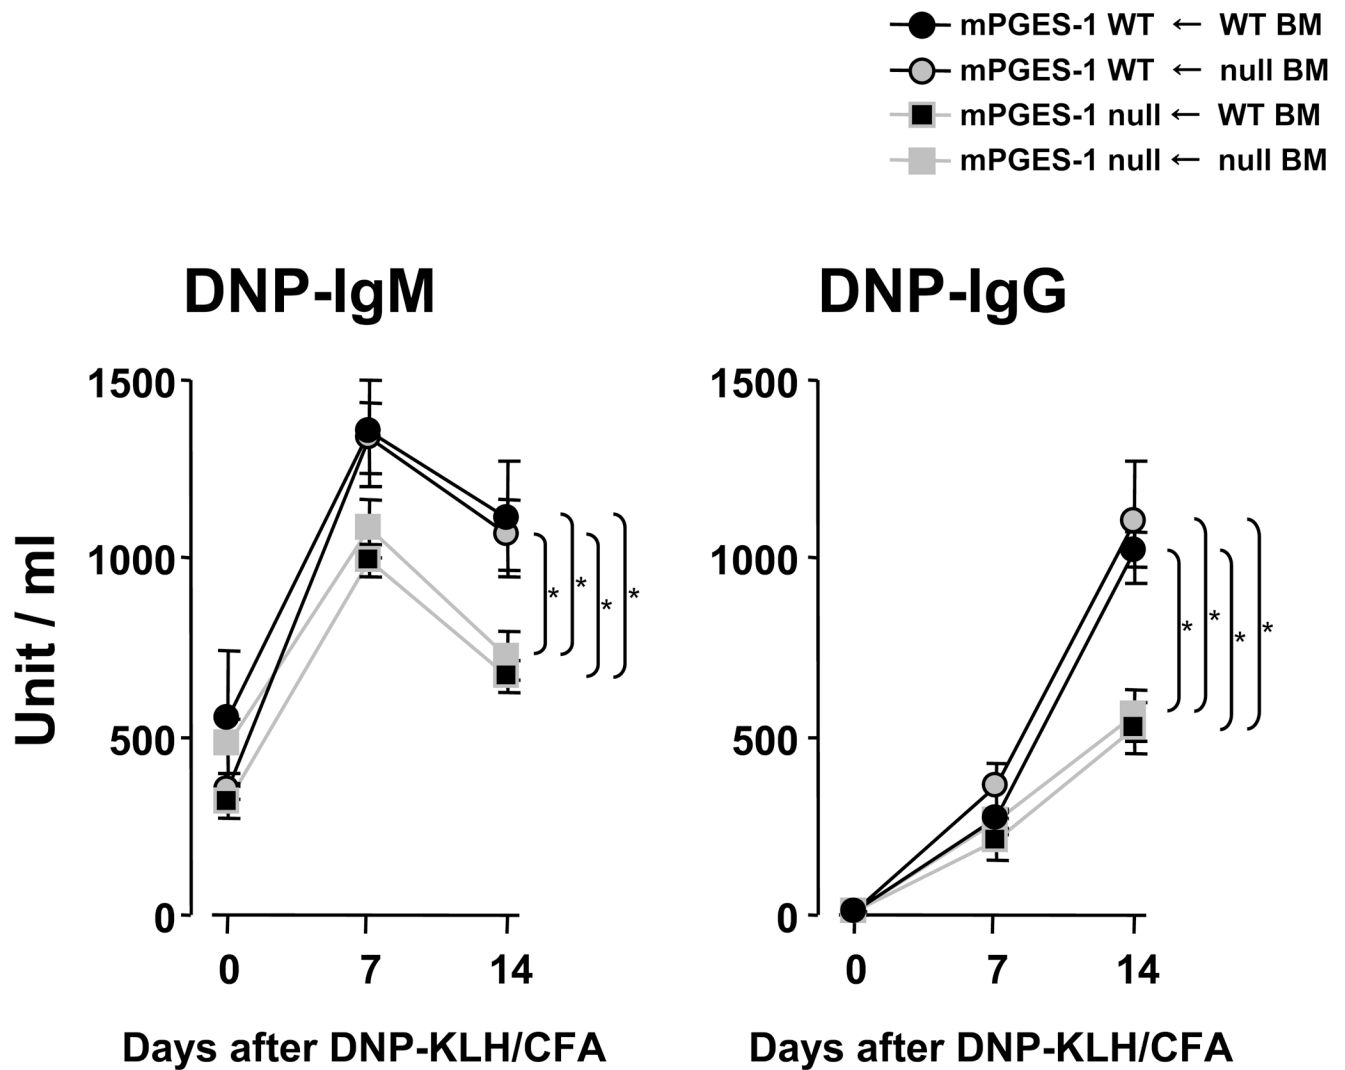 mPGES-1 WT ← WT BM
mPGES-1 WT ← null BM
mPGES-1 null ← WT BM
mPGES-1 null ← null BM
DNP-IgM
DNP-IgG
Unit / ml
1500
1000
500
0
0 7 14
Days after DNP-KLH/CFA
* * * *
1500
1000
500
0
0 7 14
Days after DNP-KLH/CFA
* * * *